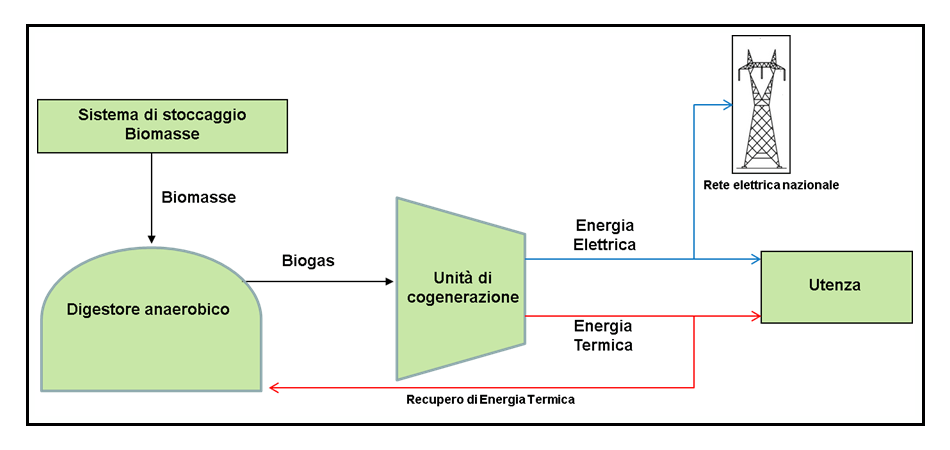 Sistema di stoccaggio
Biomasse
Biomasse
Rete elettrica nazionale
Energia
Elettrica
Biogas
Unità di
cogenerazione
Utenza
Digestore anaerobico
Energia
Termica
Recupero di Energia Termica